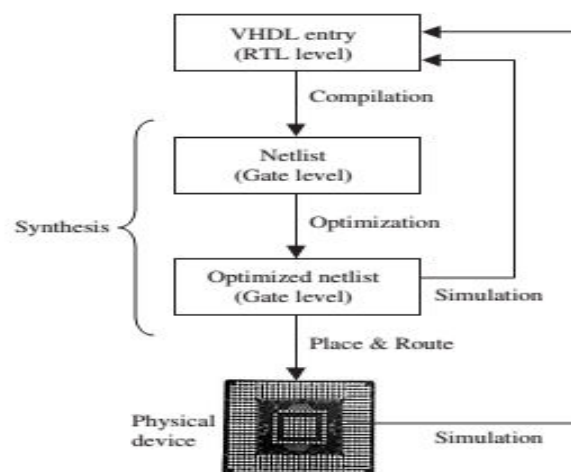 VHDL entry
(RTL level)
Compilation
Netlist
(Gate level)
Synthesis
Optimization
Optimized netlist
(Gate level)
Simulation
Place & Route
Physical
device
Simulation